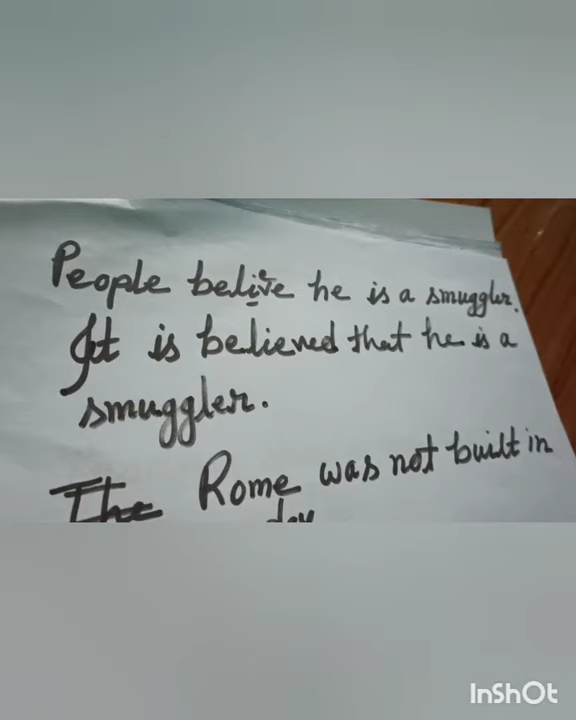 People belive he is a smuggler.
It is believed that he is a
smuggler.
The Rome was not built in
InShOt